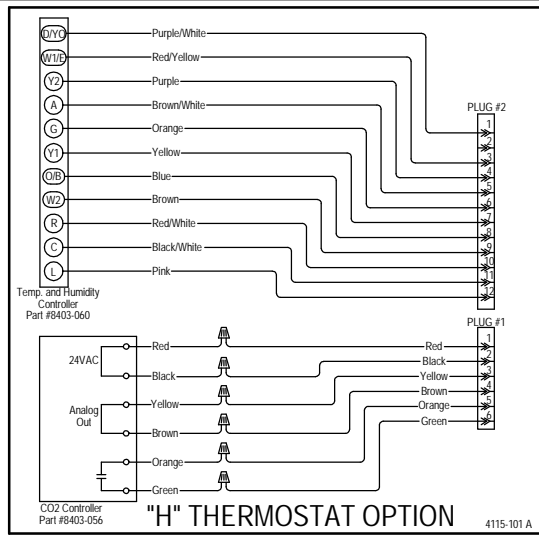 D/YO Purple/White
W1/E Red/Yellow
Y2 Purple
A Brown/White
G Orange
Y1 Yellow
O/B Blue
W2 Brown
R Red/White
C Black/White
L Pink
Temp. and Humidity
Controller
Part #8403-060
PLUG #2
1
2
3
4
5
6
7
8
9
10
11
12
PLUG #1
Red Red 1
24VAC
Black Black 2
Yellow Yellow 3
Analog
Out
Brown Brown 4
Orange Orange 5
Green Green 6
CO2 Controller
Part #8403-056
"H" THERMOSTAT OPTION
4115-101 A